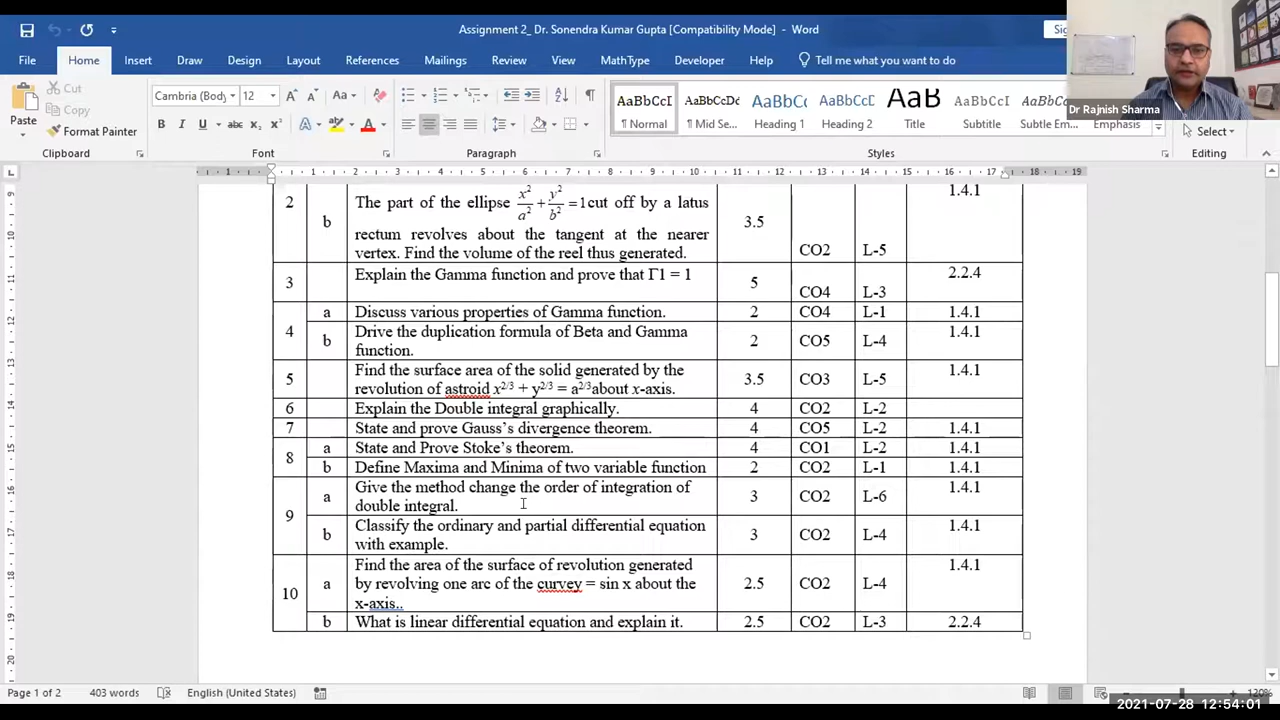 Assignment 2_ Dr. Sonendra Kumar Gupta [Compatibility Mode] - Word
File Home Insert Draw Design Layout References Mailings Review View MathType Developer Help Tell me what you want to do
Dr Rajnish Sharma
Paste
Cut
Copy
Format Painter
Cambria (Body 12
AaBbCcI AaBbCcDc AaBbCcI AaBbCcI AaB AaBbCcI
¶ Normal ¶ Mid Se... Heading 1 Heading 2 Title Subtitle Subtle Em... Emphasis
Select
Clipboard Font Paragraph Styles Editing
2 b The part of the ellipse x²/a² + y²/b² = 1 cut off by a latus 3.5 CO2 L-5 1.4.1
rectum revolves about the tangent at the nearer
vertex. Find the volume of the reel thus generated.
3 Explain the Gamma function and prove that Γ1 = 1 5 CO4 L-3 2.2.4
4 a Discuss various properties of Gamma function. 2 CO4 L-1 1.4.1
b Drive the duplication formula of Beta and Gamma 2 CO5 L-4 1.4.1
function.
5 Find the surface area of the solid generated by the 3.5 CO3 L-5 1.4.1
revolution of astroid x2/3 + y2/3 = a2/3about x-axis.
6 Explain the Double integral graphically. 4 CO2 L-2
7 State and prove Gauss's divergence theorem. 4 CO5 L-2 1.4.1
8 a State and Prove Stoke's theorem. 4 CO1 L-2 1.4.1
b Define Maxima and Minima of two variable function 2 CO2 L-1 1.4.1
9 a Give the method change the order of integration of 3 CO2 L-6 1.4.1
double integral.
b Classify the ordinary and partial differential equation 3 CO2 L-4 1.4.1
with example.
10 a Find the area of the surface of revolution generated 2.5 CO2 L-4 1.4.1
by revolving one arc of the curvey = sin x about the
x-axis..
b What is linear differential equation and explain it. 2.5 CO2 L-3 2.2.4
Page 1 of 2 403 words English (United States) 120%
2021-07-28 12:54:01